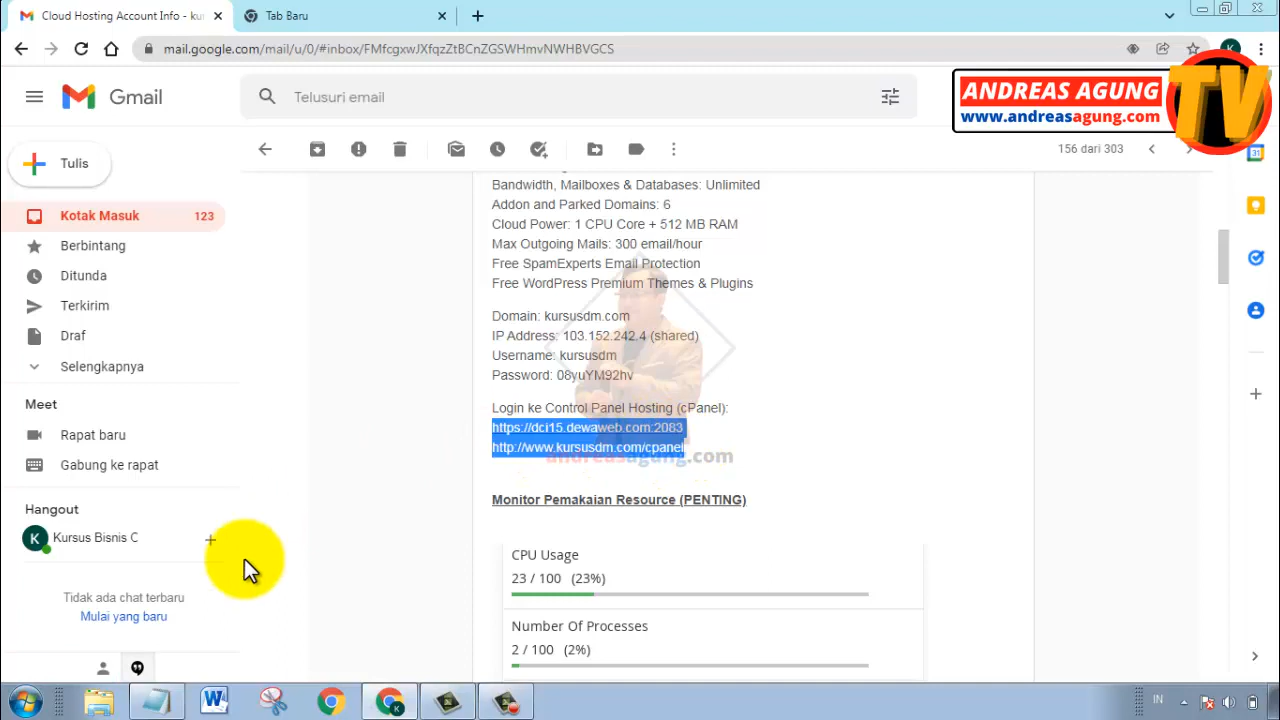 Cloud Hosting Account Info - kur
Tab Baru
mail.google.com/mail/u/0/#inbox/FMfcgxwJXfqzZtBCnZGSWHmvNWHBVGCS
K
ANDREAS AGUNG
www.andreasagung.com
TV
Gmail
Telusuri email
156 dari 303
31
Tulis
Kotak Masuk 123
Berbintang
Ditunda
Terkirim
Draf
Selengkapnya
Meet
Rapat baru
Gabung ke rapat
Hangout
K Kursus Bisnis C
Tidak ada chat terbaru
Mulai yang baru
Bandwidth, Mailboxes & Databases: Unlimited
Addon and Parked Domains: 6
Cloud Power: 1 CPU Core + 512 MB RAM
Max Outgoing Mails: 300 email/hour
Free SpamExperts Email Protection
Free WordPress Premium Themes & Plugins
Domain: kursusdm.com
IP Address: 103.152.242.4 (shared)
Username: kursusdm
Password: 08yuYM92hv
Login ke Control Panel Hosting (cPanel):
https://dci15.dewaweb.com:2083
http://www.kursusdm.com/cpanel
andreasagung.com
Monitor Pemakaian Resource (PENTING)
CPU Usage
23 / 100 (23%)
Number Of Processes
2 / 100 (2%)
IN